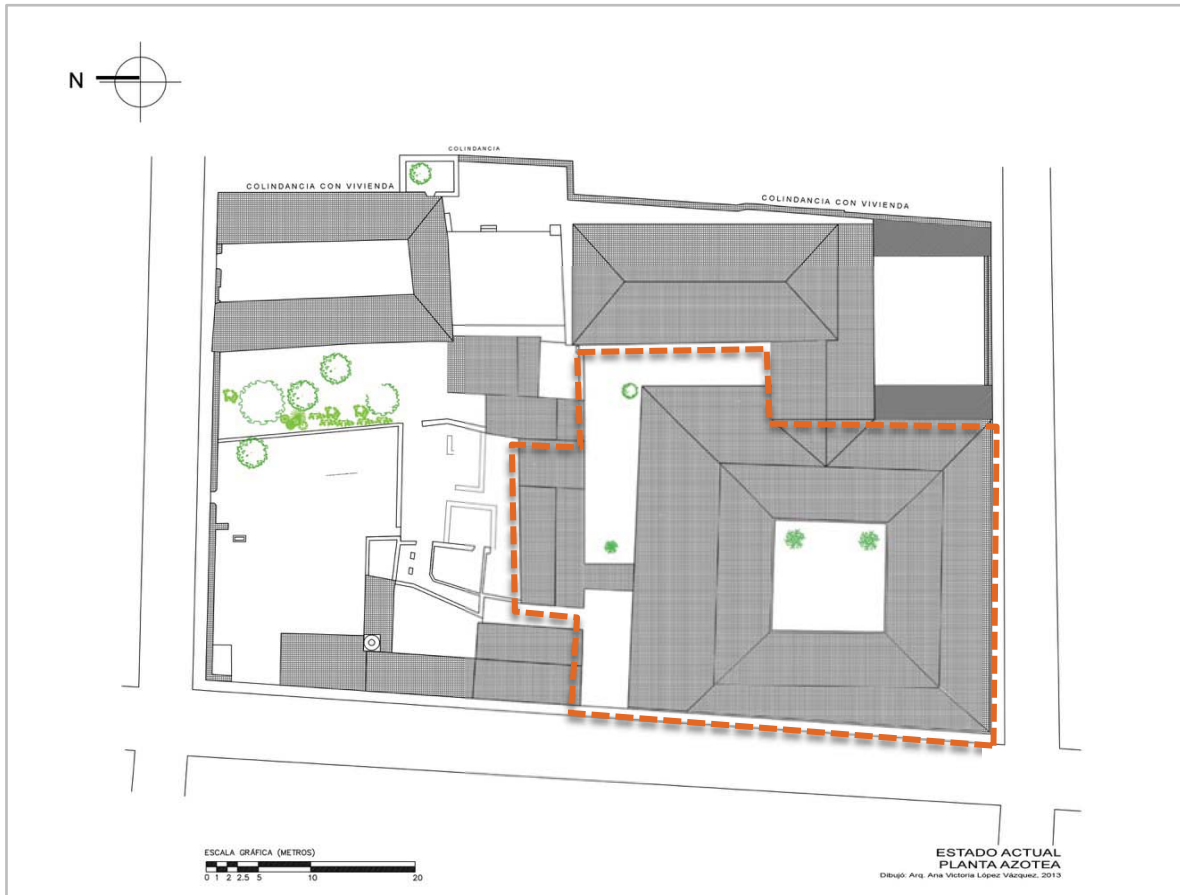 N
COLINDANCIA
COLINDANCIA CON VIVIENDA
COLINDANCIA CON VIVIENDA
ESCALA GRÁFICA (METROS)
0 1 2 2.5 5 10 20
ESTADO ACTUAL
PLANTA AZOTEA
Dibujó: Arq. Ana Victoria López Vázquez, 2013